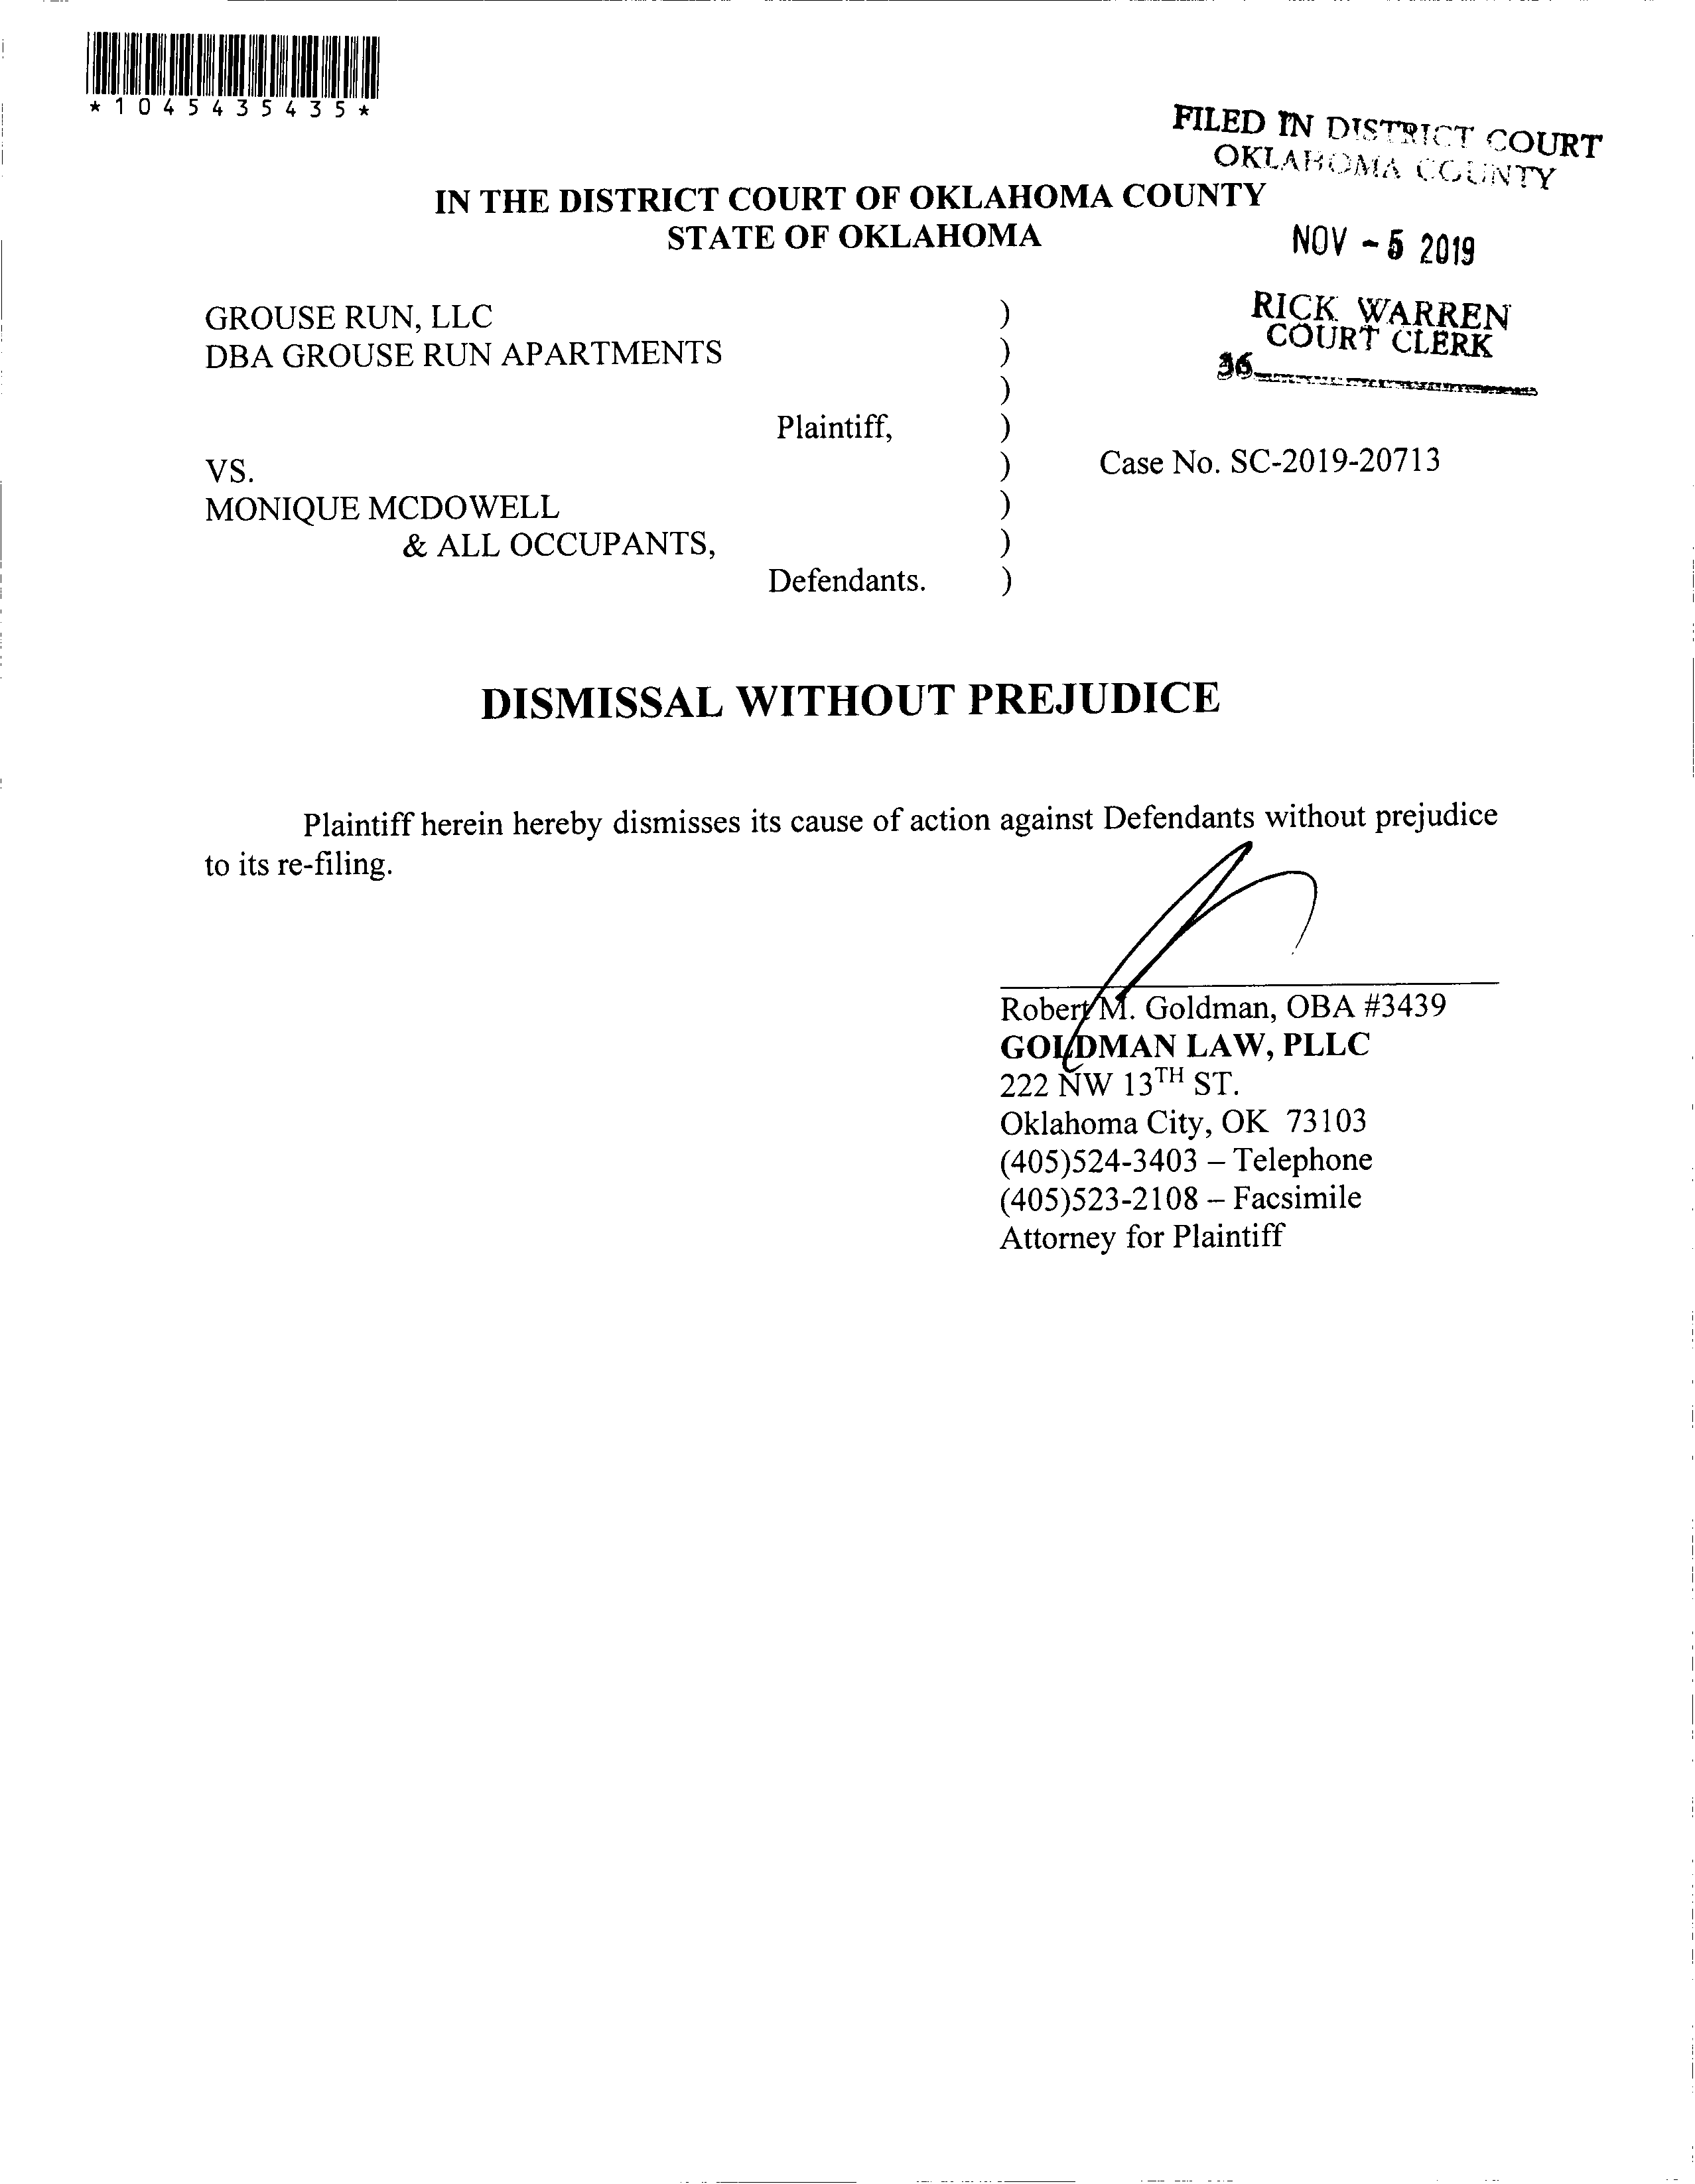 *1045435435*
FILED IN DISTRICT COURT
OKLAHOMA COUNTY
IN THE DISTRICT COURT OF OKLAHOMA COUNTY
STATE OF OKLAHOMA
NOV - 5 2019
RICK WARREN
COURT CLERK
36
GROUSE RUN, LLC )
DBA GROUSE RUN APARTMENTS )
)
Plaintiff, )
VS. ) Case No. SC-2019-20713
MONIQUE MCDOWELL )
& ALL OCCUPANTS, )
Defendants. )
DISMISSAL WITHOUT PREJUDICE
Plaintiff herein hereby dismisses its cause of action against Defendants without prejudice
to its re-filing.
Robert M. Goldman, OBA #3439
GOLDMAN LAW, PLLC
222 NW 13TH ST.
Oklahoma City, OK 73103
(405)524-3403 – Telephone
(405)523-2108 – Facsimile
Attorney for Plaintiff